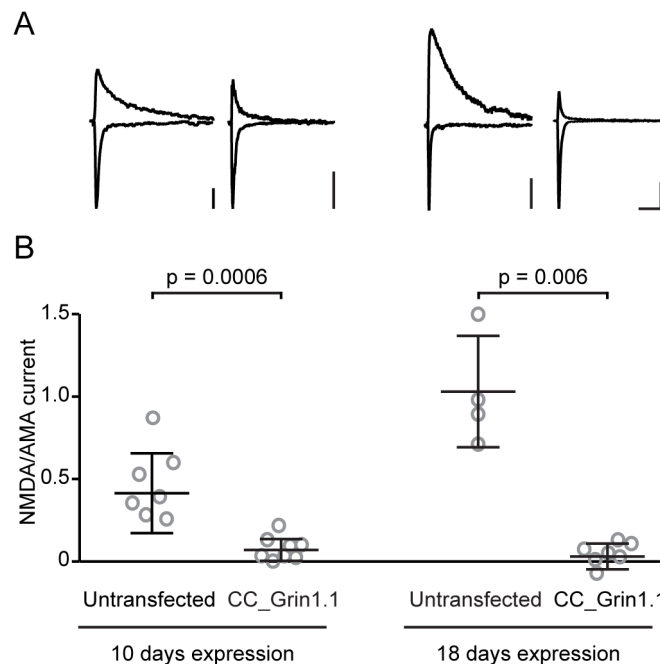 A
B
p = 0.0006
p = 0.006
NMDA/AMA current
1.5
1.0
0.5
0
Untransfected CC_Grin1.1 Untransfected CC_Grin1.1
10 days expression 18 days expression